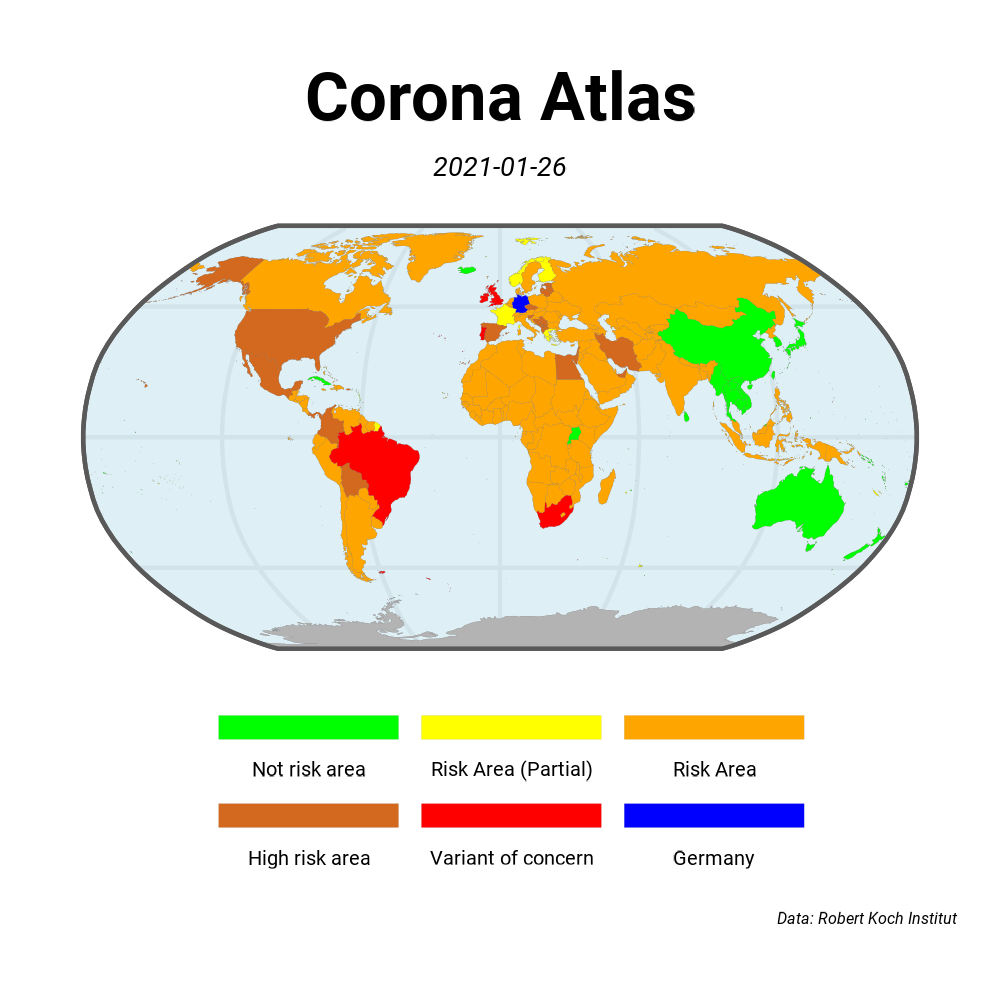 Corona Atlas
2021-01-26
Not risk area
Risk Area (Partial)
Risk Area
High risk area
Variant of concern
Germany
Data: Robert Koch Institut